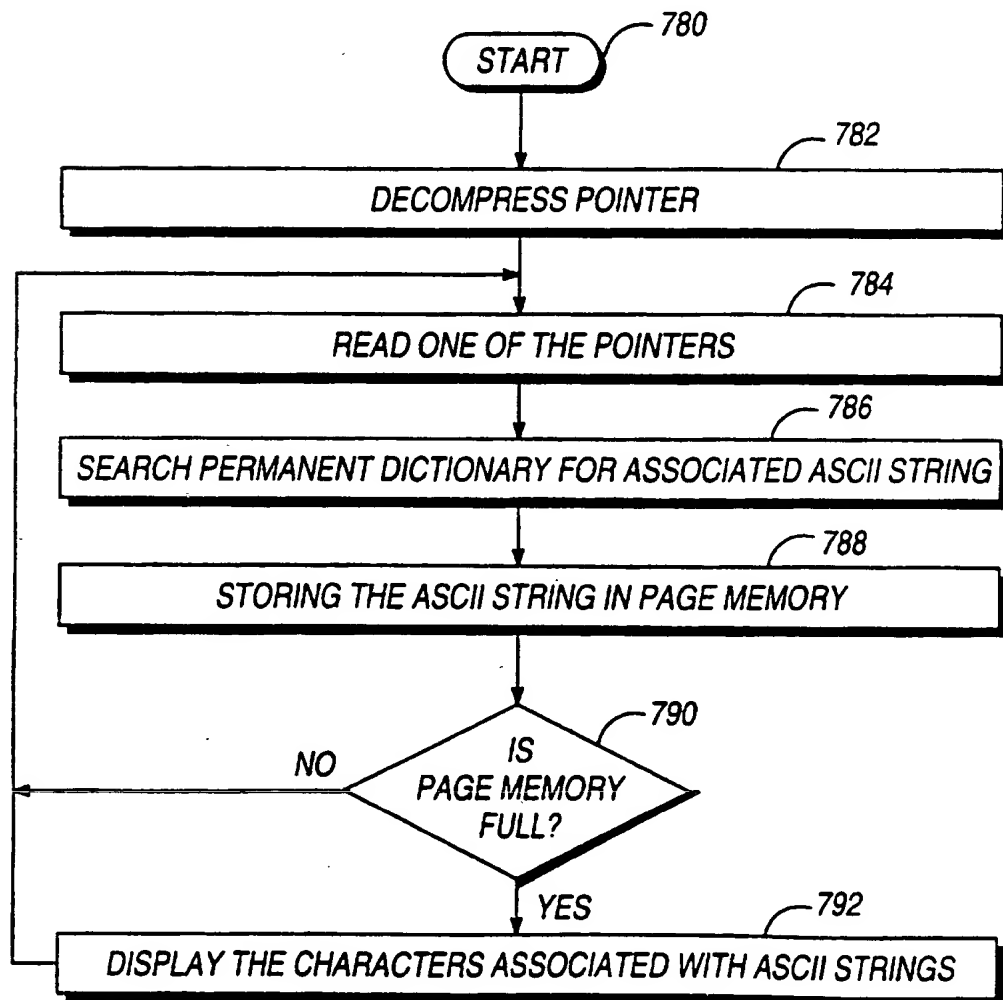 780
START
782
DECOMPRESS POINTER
784
READ ONE OF THE POINTERS
786
SEARCH PERMANENT DICTIONARY FOR ASSOCIATED ASCII STRING
788
STORING THE ASCII STRING IN PAGE MEMORY
790
IS
PAGE MEMORY
FULL?
NO
YES
792
DISPLAY THE CHARACTERS ASSOCIATED WITH ASCII STRINGS